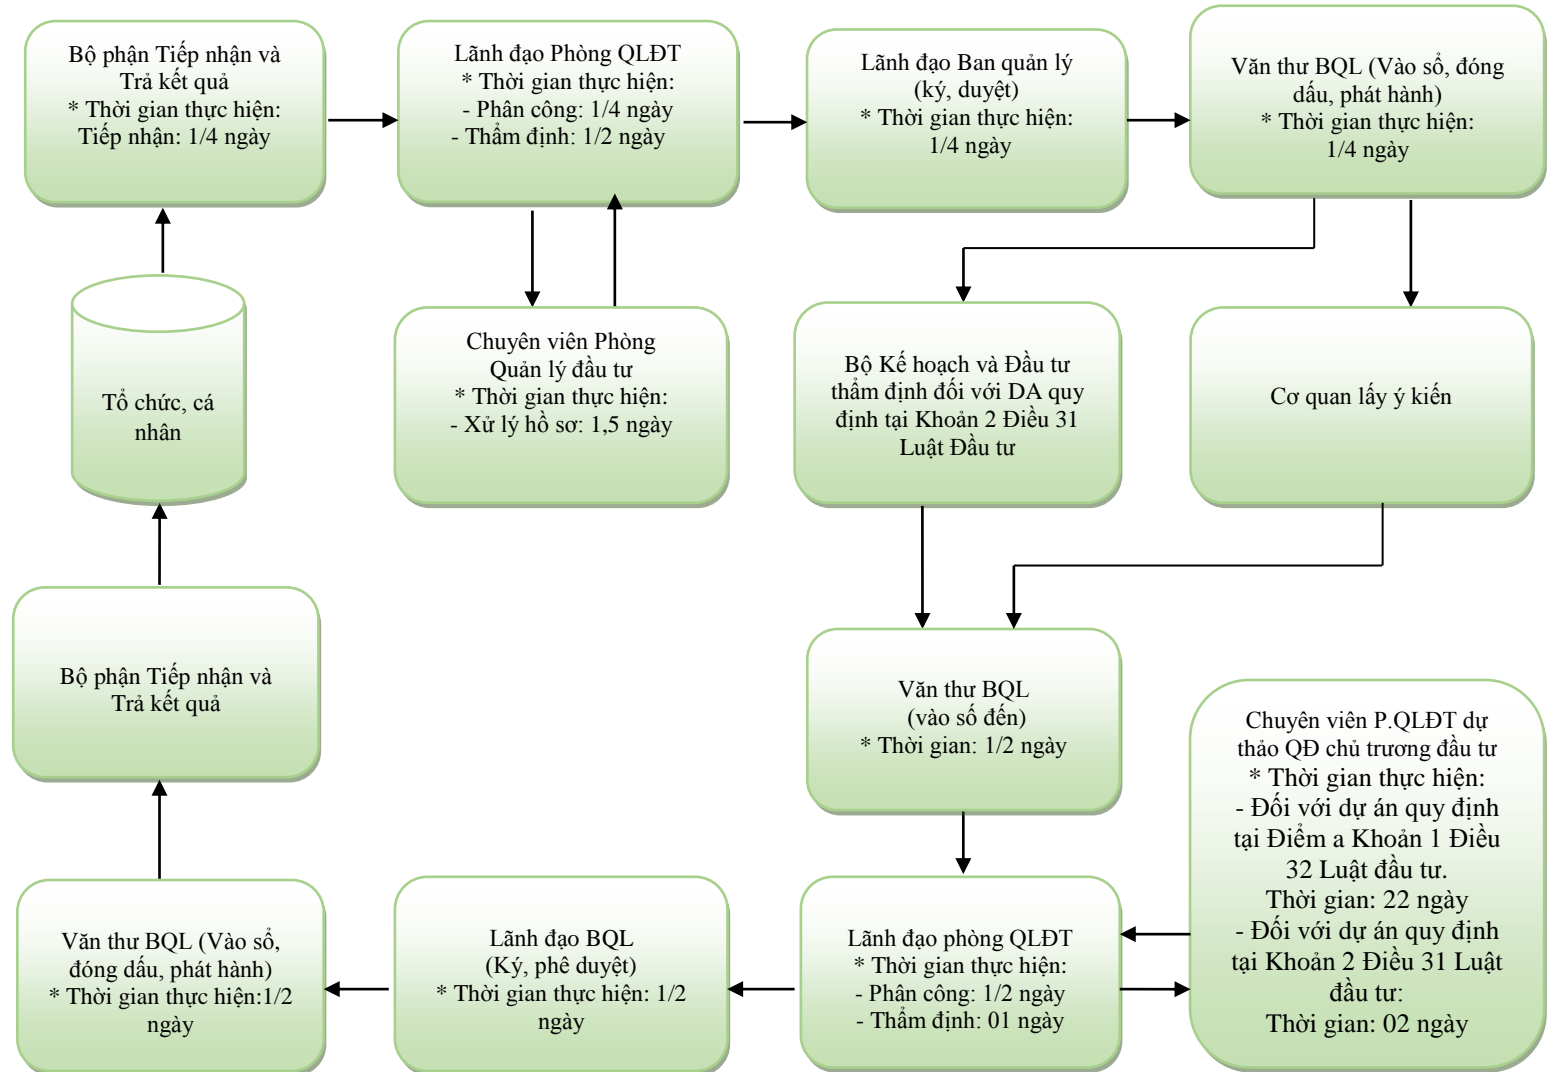 Bộ phận Tiếp nhận và
Trả kết quả
* Thời gian thực hiện:
Tiếp nhận: 1/4 ngày
Lãnh đạo Phòng QLĐT
* Thời gian thực hiện:
- Phân công: 1/4 ngày
- Thẩm định: 1/2 ngày
Lãnh đạo Ban quản lý
(ký, duyệt)
* Thời gian thực hiện:
1/4 ngày
Văn thư BQL (Vào sổ, đóng
dấu, phát hành)
* Thời gian thực hiện:
1/4 ngày
Tổ chức, cá
nhân
Chuyên viên Phòng
Quản lý đầu tư
* Thời gian thực hiện:
- Xử lý hồ sơ: 1,5 ngày
Bộ Kế hoạch và Đầu tư
thẩm định đối với DA quy
định tại Khoản 2 Điều 31
Luật Đầu tư
Cơ quan lấy ý kiến
Bộ phận Tiếp nhận và
Trả kết quả
Văn thư BQL
(vào số đến)
* Thời gian: 1/2 ngày
Chuyên viên P.QLĐT dự
thảo QĐ chủ trương đầu tư
* Thời gian thực hiện:
- Đối với dự án quy định
tại Điểm a Khoản 1 Điều
32 Luật đầu tư.
Thời gian: 22 ngày
- Đối với dự án quy định
tại Khoản 2 Điều 31 Luật
đầu tư:
Thời gian: 02 ngày
Văn thư BQL (Vào sổ,
đóng dấu, phát hành)
* Thời gian thực hiện:1/2
ngày
Lãnh đạo BQL
(Ký, phê duyệt)
* Thời gian thực hiện: 1/2
ngày
Lãnh đạo phòng QLĐT
* Thời gian thực hiện:
- Phân công: 1/2 ngày
- Thẩm định: 01 ngày